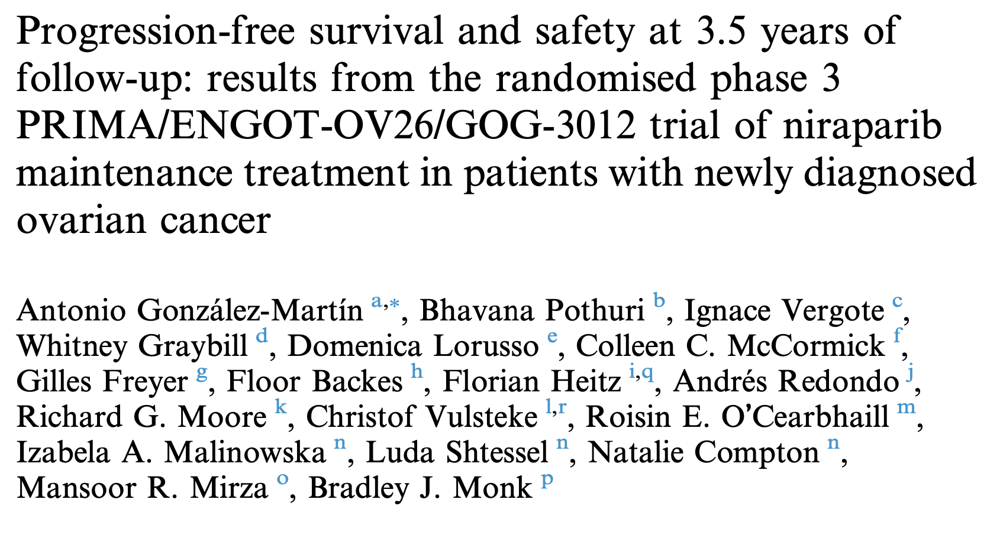 Progression-free survival and safety at 3.5 years of
follow-up: results from the randomised phase 3
PRIMA/ENGOT-OV26/GOG-3012 trial of niraparib
maintenance treatment in patients with newly diagnosed
ovarian cancer
Antonio González-Martín a,*, Bhavana Pothuri b, Ignace Vergote c,
Whitney Graybill d, Domenica Lorusso e, Colleen C. McCormick f,
Gilles Freyer g, Floor Backes h, Florian Heitz i,q, Andrés Redondo j,
Richard G. Moore k, Christof Vulsteke l,r, Roisin E. O’Cearbhaill m,
Izabela A. Malinowska n, Luda Shtessel n, Natalie Compton n,
Mansoor R. Mirza o, Bradley J. Monk p